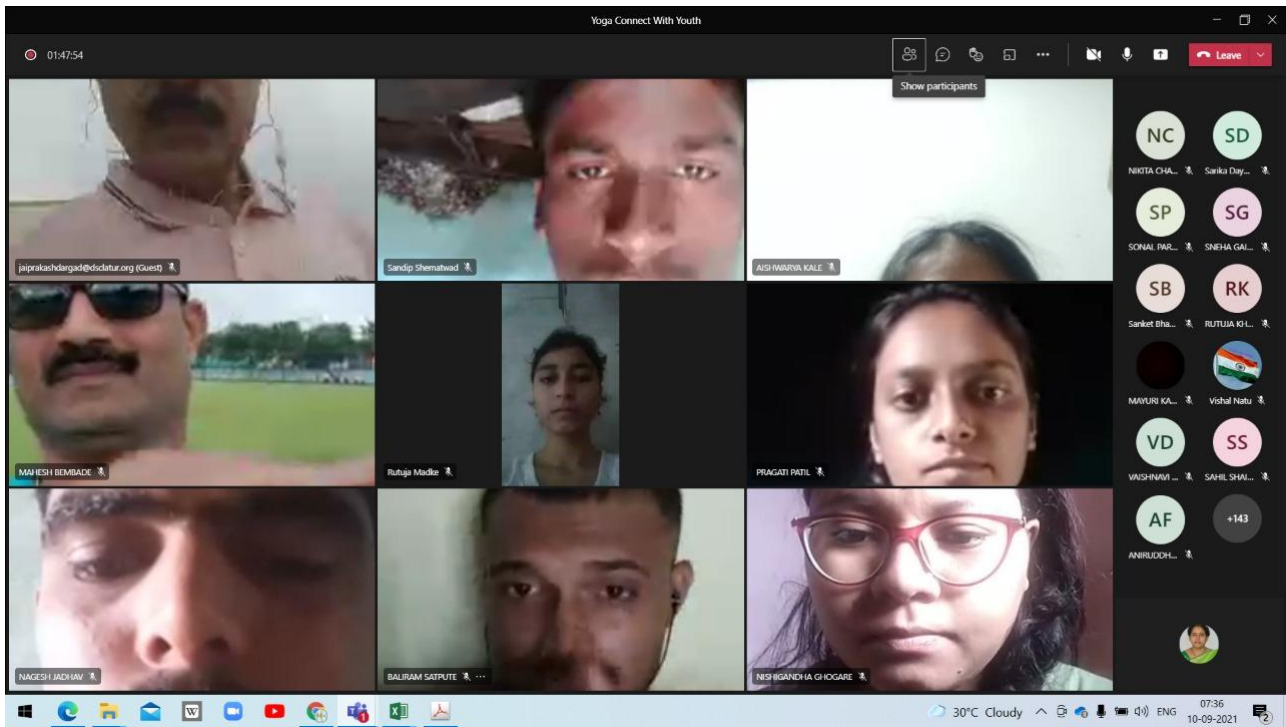 Yoga Connect With Youth
01:47:54
Leave
Show participants
jaiprakashdargad@dsclatur.org (Guest)
Sandip Shematwad
AISHWARYA KALE
MAHESH BEMBADE
Rutuja Madke
PRAGATI PATIL
NAGESH JADHAV
BALIRAM SATPUTE
NISHIGANDHA GHOGARE
NC
SD
NIKITA CHA...
Sarika Day...
SP
SG
SONAL PAR...
SNEHA GAI...
SB
RK
Sanket Bha...
RUTUJA KH...
MAYURI KA...
Vishal Natu
VD
SS
VAISHNAVI ...
SAHIL SHAI...
AF
+143
ANIRUDDH...
W
30°C Cloudy
ENG
07:36
10-09-2021